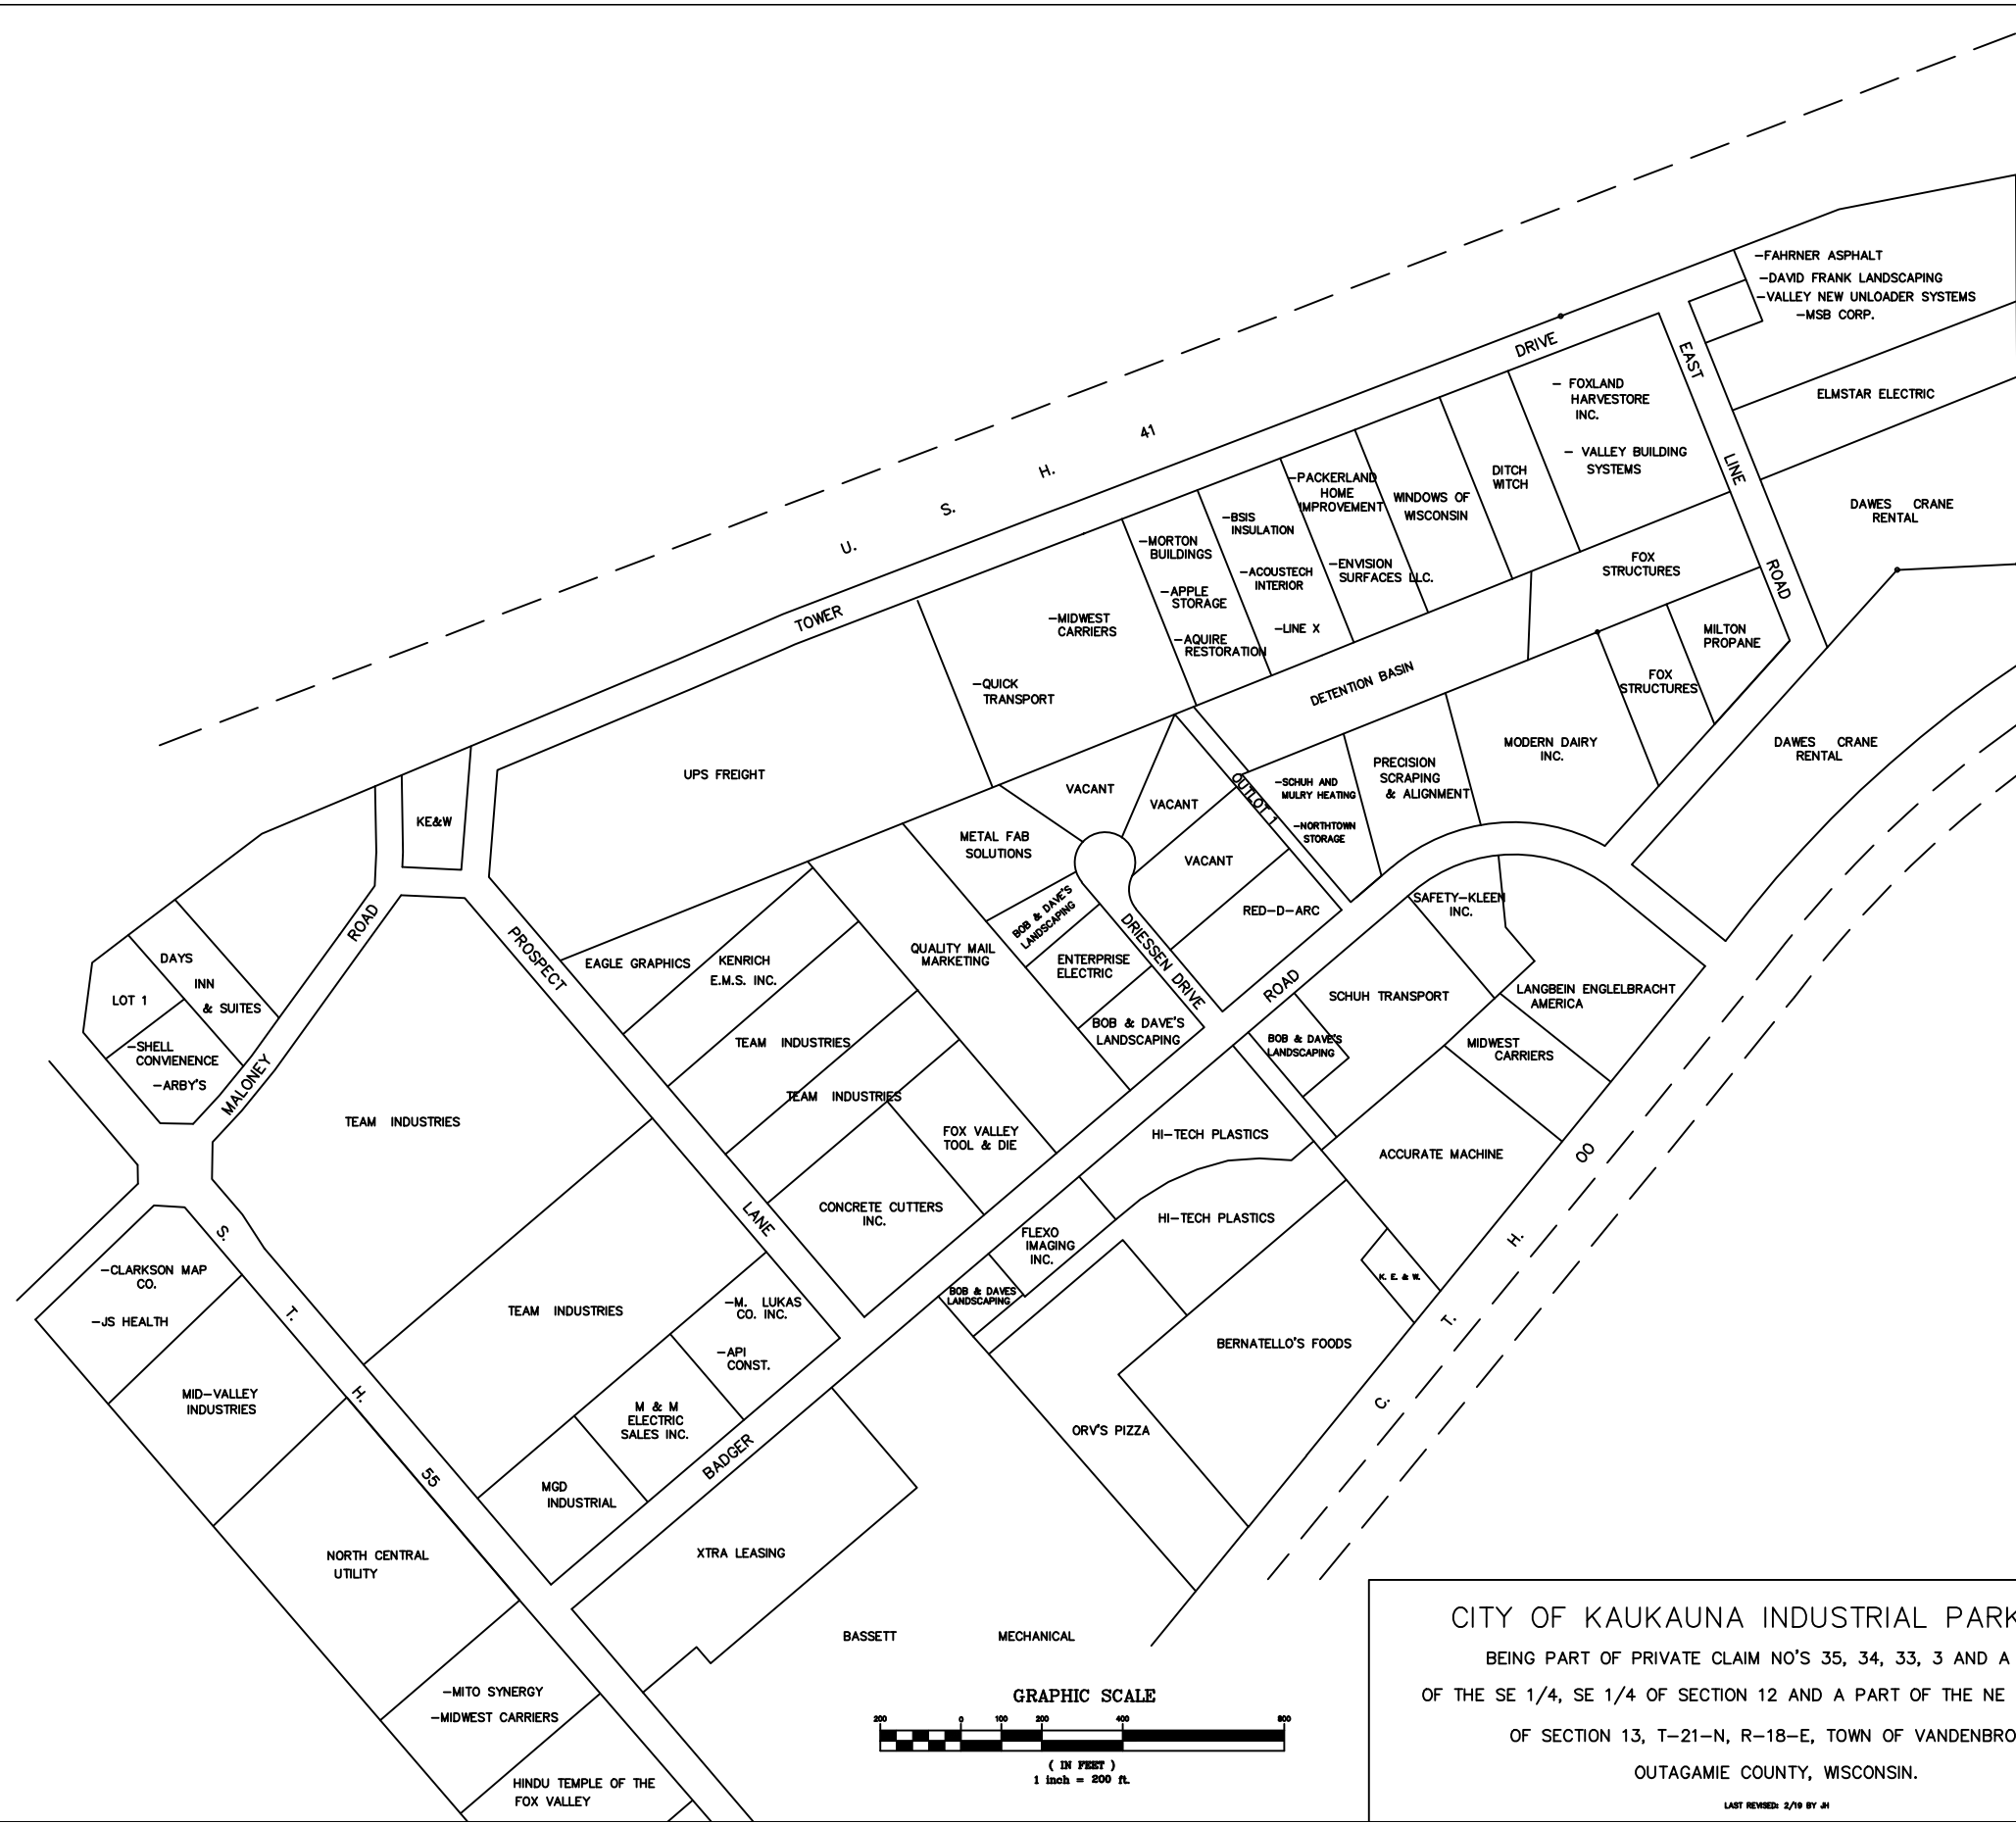 -FAHRNER ASPHALT
-DAVID FRANK LANDSCAPING
-VALLEY NEW UNLOADER SYSTEMS
-MSB CORP.
DRIVE
EAST
- FOXLAND
HARVESTORE
INC.
ELMSTAR ELECTRIC
U. S. H. 41
- VALLEY BUILDING
SYSTEMS
LINE
DITCH
WITCH
-PACKERLAND
HOME
IMPROVEMENT
WINDOWS OF
WISCONSIN
DAWES CRANE
RENTAL
-BSIS
INSULATION
-MORTON
BUILDINGS
-ACOUSTECH
INTERIOR
-ENVISION
SURFACES LLC.
FOX
STRUCTURES
ROAD
-APPLE
STORAGE
TOWER
-MIDWEST
CARRIERS
-LINE X
-AQUIRE
RESTORATION
MILTON
PROPANE
-QUICK
TRANSPORT
DETENTION BASIN
FOX
STRUCTURES
UPS FREIGHT
MODERN DAIRY
INC.
DAWES CRANE
RENTAL
PRECISION
SCRAPING
& ALIGNMENT
-SCHUH AND
MULRY HEATING
OUTLOT 1
VACANT
VACANT
KE&W
-NORTHTOWN
STORAGE
METAL FAB
SOLUTIONS
VACANT
BOB & DAVE'S
LANDSCAPING
RED-D-ARC
SAFETY-KLEEN
INC.
ROAD
PROSPECT
QUALITY MAIL
MARKETING
DRIESSEN DRIVE
DAYS
INN
& SUITES
EAGLE GRAPHICS
KENRICH
E.M.S. INC.
ENTERPRISE
ELECTRIC
ROAD
SCHUH TRANSPORT
LANGBEIN ENGLELBRACHT
AMERICA
LOT 1
BOB & DAVE'S
LANDSCAPING
-SHELL
CONVIENENCE
-ARBY'S
TEAM INDUSTRIES
BOB & DAVE'S
LANDSCAPING
MIDWEST
CARRIERS
MALONEY
TEAM INDUSTRIES
TEAM INDUSTRIES
FOX VALLEY
TOOL & DIE
HI-TECH PLASTICS
ACCURATE MACHINE
CONCRETE CUTTERS
INC.
LANE
HI-TECH PLASTICS
FLEXO
IMAGING
INC.
-CLARKSON MAP
CO.
-JS HEALTH
K. E. & W.
BOB & DAVES
LANDSCAPING
TEAM INDUSTRIES
-M. LUKAS
CO. INC.
-API
CONST.
BERNATELLO'S FOODS
C. T. H. OO
MID-VALLEY
INDUSTRIES
S. T. H. 55
M & M
ELECTRIC
SALES INC.
ORV'S PIZZA
BADGER
MGD
INDUSTRIAL
NORTH CENTRAL
UTILITY
XTRA LEASING
BASSETT MECHANICAL
-MITO SYNERGY
-MIDWEST CARRIERS
HINDU TEMPLE OF THE
FOX VALLEY
GRAPHIC SCALE
200 0 100 200 400 800
( IN FEET )
1 inch = 200 ft.
CITY OF KAUKAUNA INDUSTRIAL PARK
BEING PART OF PRIVATE CLAIM NO'S 35, 34, 33, 3 AND A
OF THE SE 1/4, SE 1/4 OF SECTION 12 AND A PART OF THE NE
OF SECTION 13, T-21-N, R-18-E, TOWN OF VANDENBRO
OUTAGAMIE COUNTY, WISCONSIN.
LAST REVISED: 2/19 BY JH